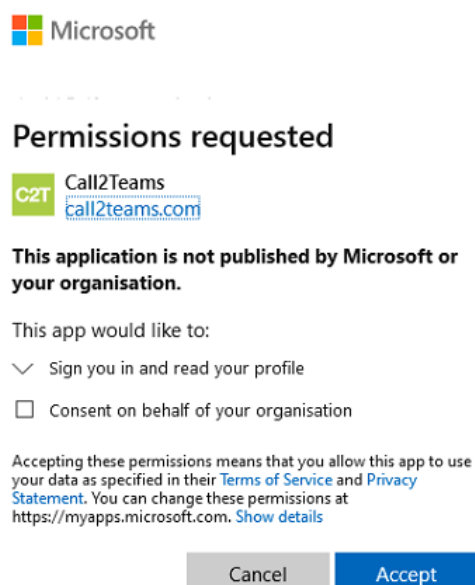 Microsoft
Permissions requested
C2T
Call2Teams
call2teams.com
This application is not published by Microsoft or
your organisation.
This app would like to:
Sign you in and read your profile
Consent on behalf of your organisation
Accepting these permissions means that you allow this app to use
your data as specified in their Terms of Service and Privacy
Statement. You can change these permissions at
https://myapps.microsoft.com. Show details
Cancel
Accept